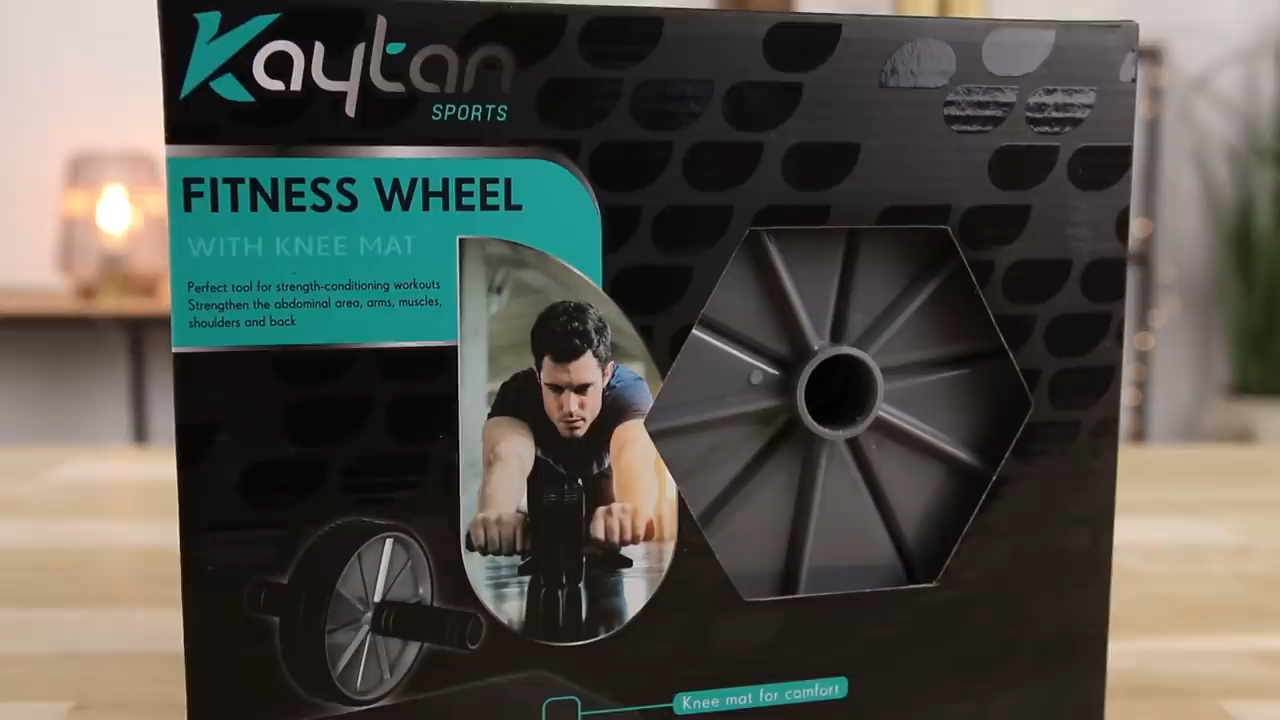 Kaytan
SPORTS
FITNESS WHEEL
WITH KNEE MAT
Perfect tool for strength-conditioning workouts
Strengthen the abdominal area, arms, muscles,
shoulders and back
Knee mat for comfort